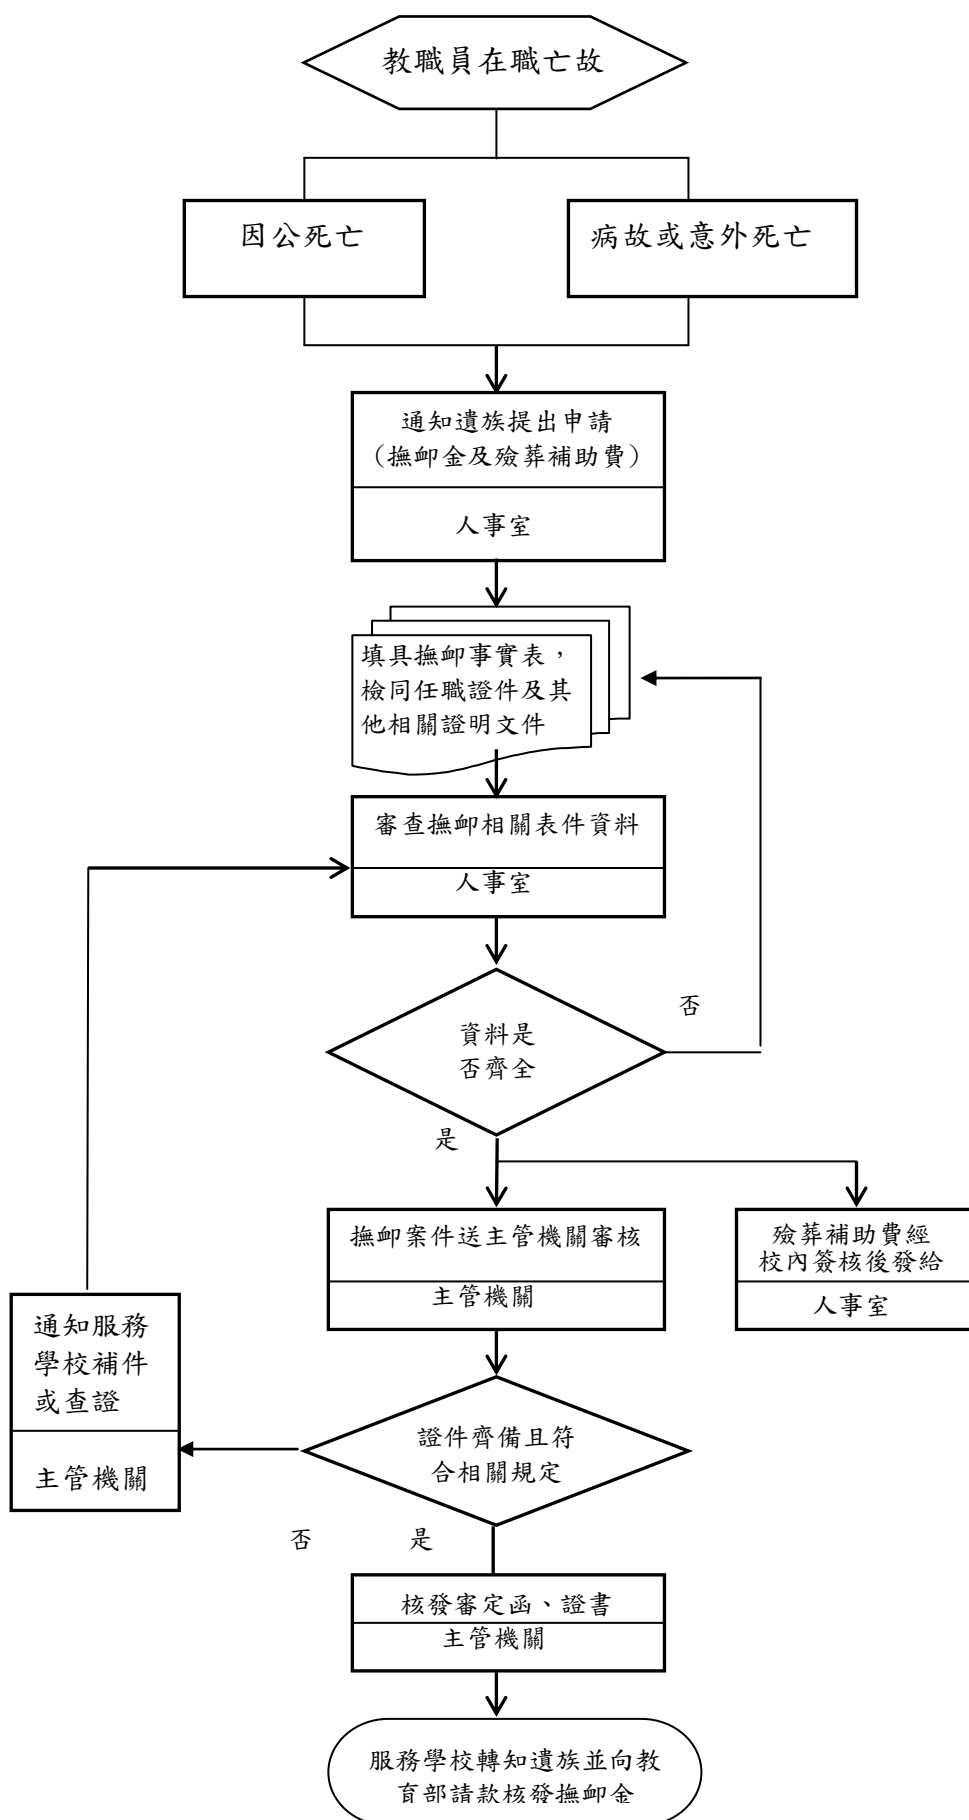 教職員在職亡故
因公死亡
病故或意外死亡
通知遺族提出申請
（撫卹金及殮葬補助費）
人事室
填具撫卹事實表，
檢同任職證件及其
他相關證明文件
審查撫卹相關表件資料
人事室
資料是
否齊全
否
是
撫卹案件送主管機關審核
主管機關
殮葬補助費經
校內簽核後發給
人事室
通知服務
學校補件
或查證
主管機關
證件齊備且符
合相關規定
否
是
核發審定函、證書
主管機關
服務學校轉知遺族並向教
育部請款核發撫卹金